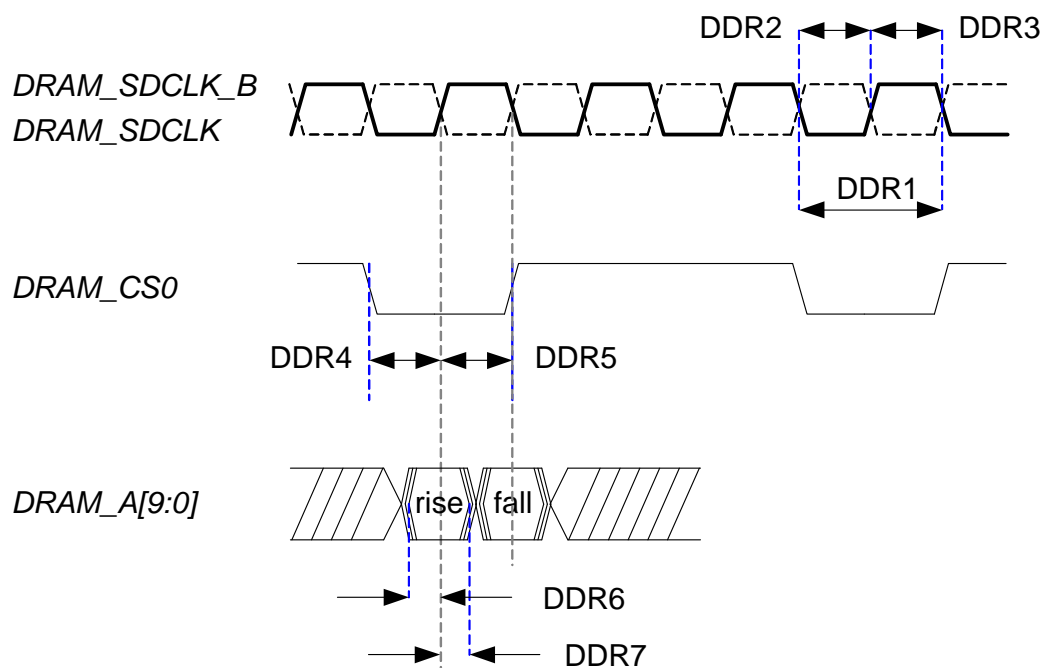 DDR2 DDR3
DRAM_SDCLK_B
DRAM_SDCLK
DDR1
DRAM_CS0
DDR4 DDR5
DRAM_A[9:0] rise fall
DDR6
DDR7